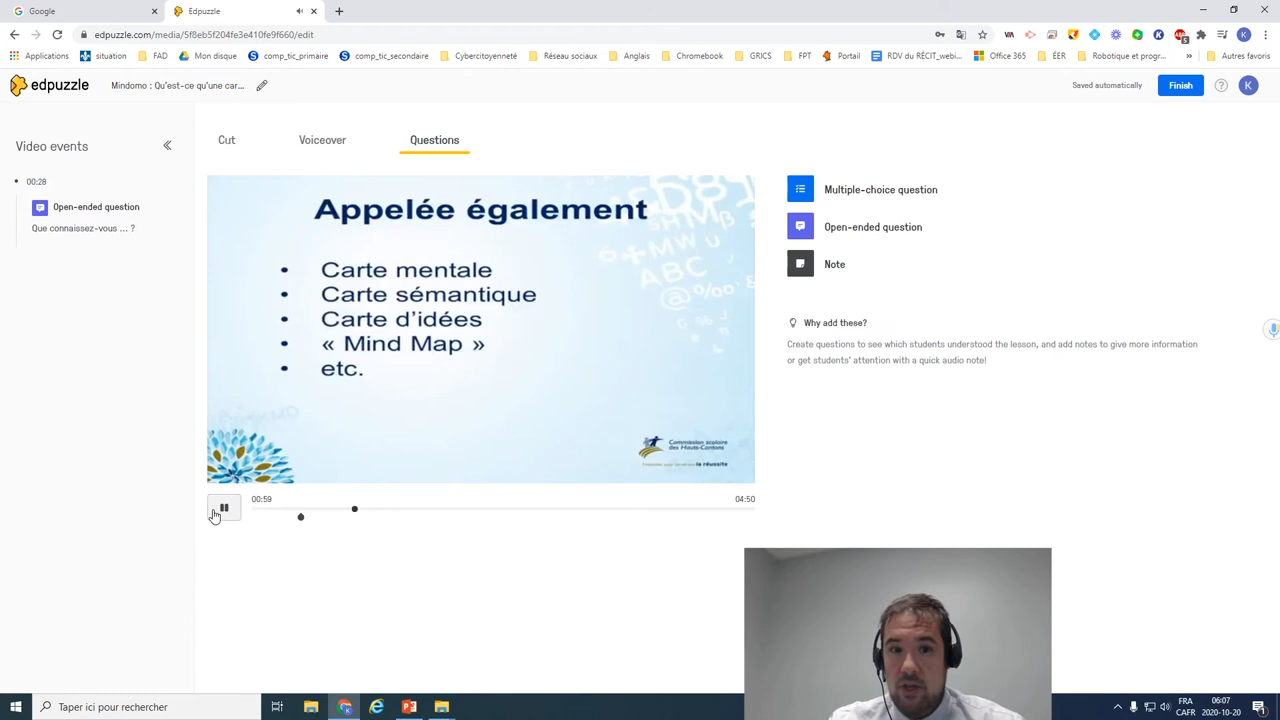 Google
Edpuzzle
edpuzzle.com/media/5f8eb5f204fe3e410fe9f660/edit
Applications
situation
FAD
Mon disque
comp_tic_primaire
comp_tic_secondaire
Cybercitoyenneté
Réseau sociaux
Anglais
Chromebook
GRICS
FPT
Portail
RDV du RÉCIT_webi...
Office 365
ÉER
Robotique et progr...
»
Autres favoris
edpuzzle
Mindomo : Qu'est-ce qu'une car...
Saved automatically
Finish
K
Video events
00:28
Open-ended question
Que connaissez-vous ... ?
Cut
Voiceover
Questions
Appelée également
• Carte mentale
• Carte sémantique
• Carte d'idées
• « Mind Map »
• etc.
Commission scolaire
des Hauts-Cantons
00:59
04:50
Multiple-choice question
Open-ended question
Note
Why add these?
Create questions to see which students understood the lesson, and add notes to give more information
or get students' attention with a quick audio note!
Taper ici pour rechercher
FRA
CAFR
06:07
2020-10-20